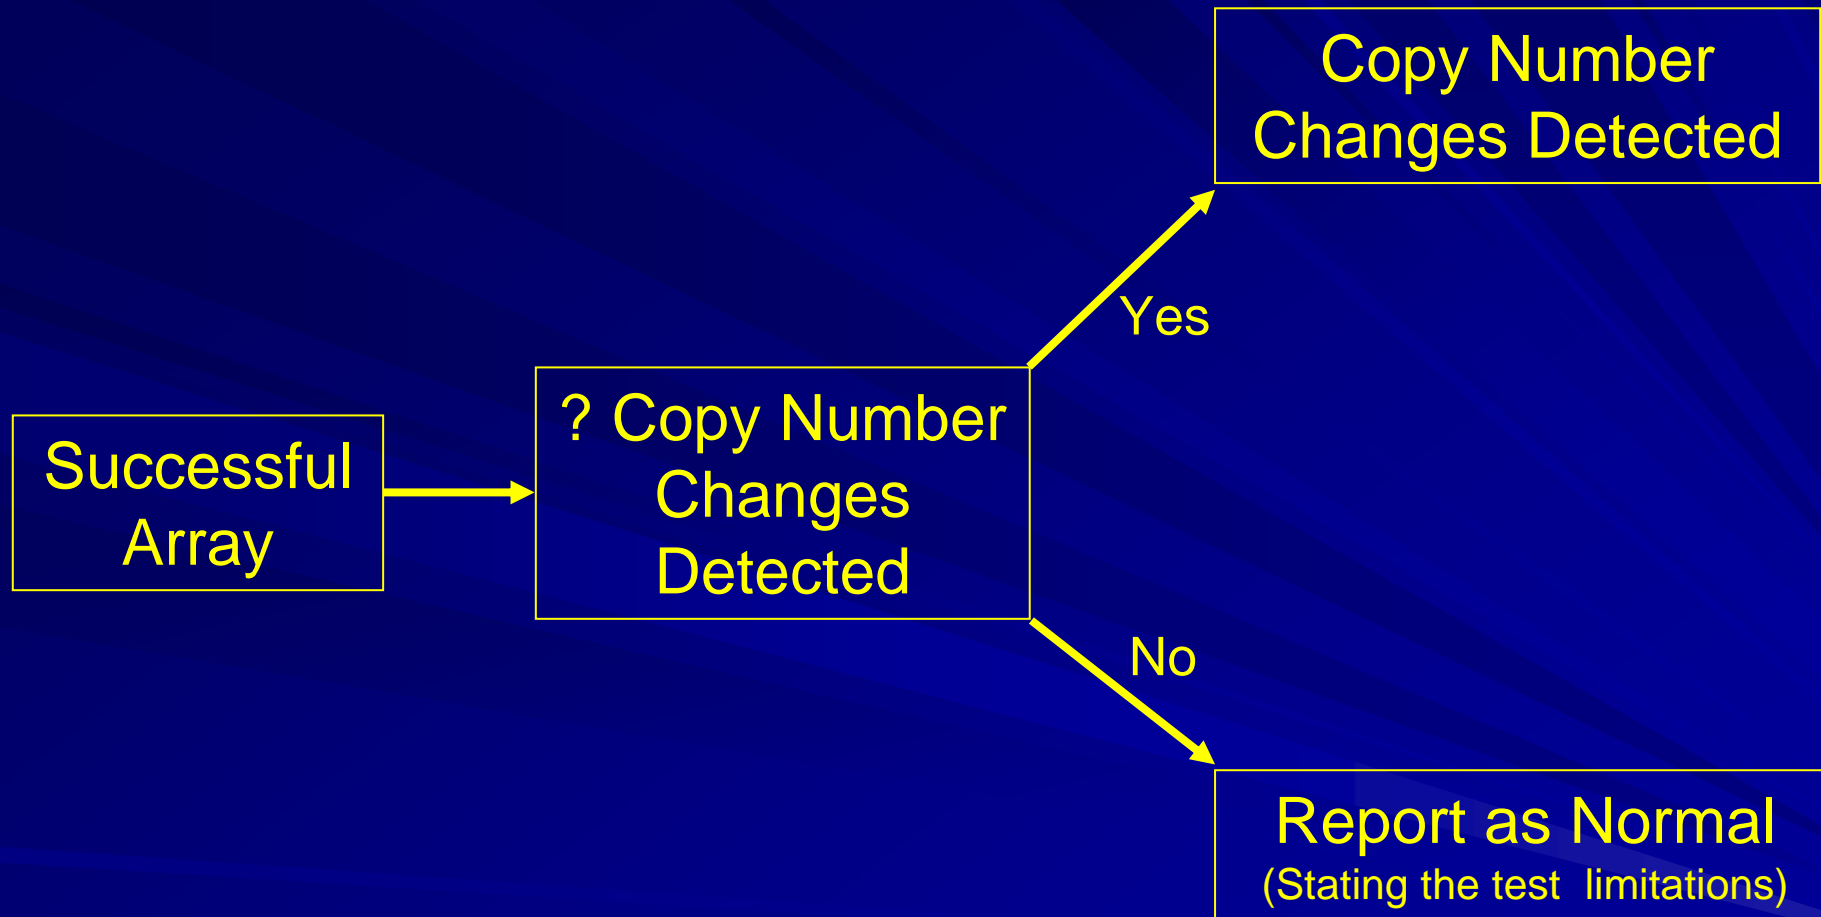 Copy Number
Changes Detected
Yes
? Copy Number
Changes
Detected
Successful
Array
No
Report as Normal
(Stating the test  limitations)